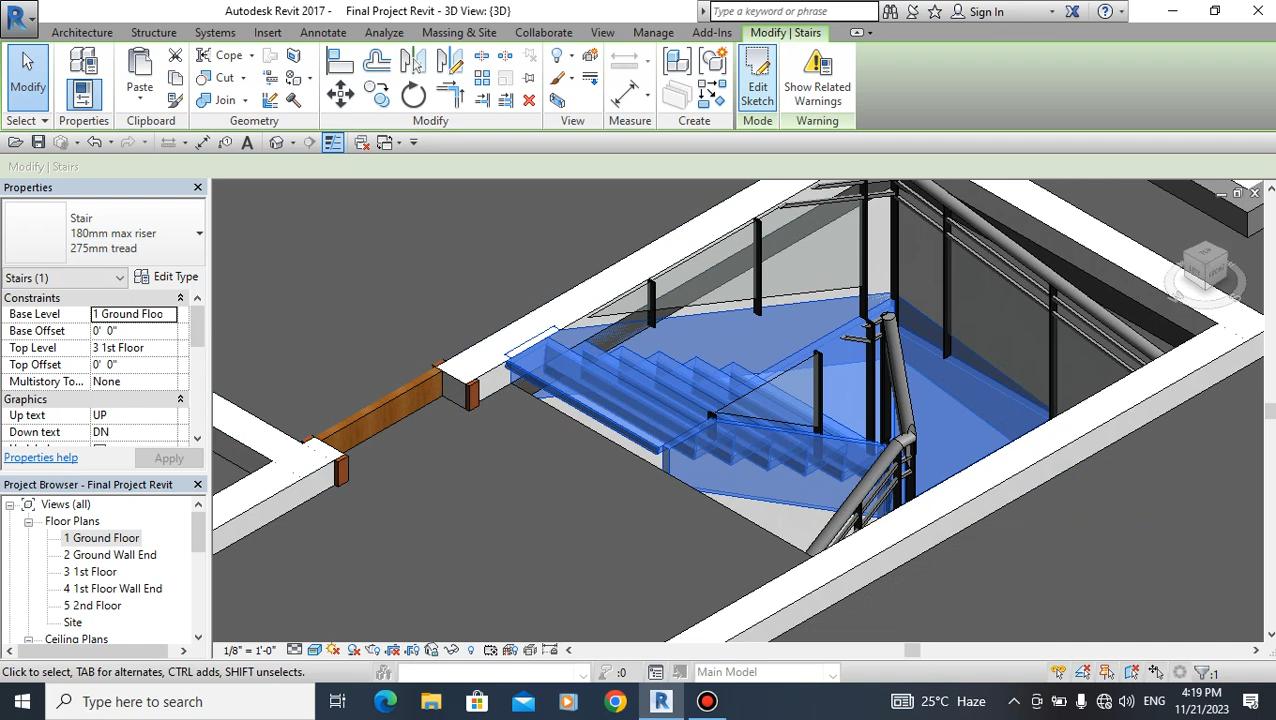 Autodesk Revit 2017 - Final Project Revit - 3D View: {3D}
Type a keyword or phrase
Sign In
Architecture Structure Systems Insert Annotate Analyze Massing & Site Collaborate View Manage Add-Ins Modify | Stairs
Modify
Paste
Cope
Cut
Join
Edit
Sketch
Show Related
Warnings
Select Properties Clipboard Geometry Modify View Measure Create Mode Warning
Modify | Stairs
Properties
Stair
180mm max riser
275mm tread
Stairs (1) Edit Type
Constraints
Base Level 1 Ground Floo
Base Offset 0' 0"
Top Level 3 1st Floor
Top Offset 0' 0"
Multistory To... None
Graphics
Up text UP
Down text DN
Properties help Apply
Project Browser - Final Project Revit
Views (all)
Floor Plans
1 Ground Floor
2 Ground Wall End
3 1st Floor
4 1st Floor Wall End
5 2nd Floor
Site
Ceiling Plans
TOP
1/8" = 1'-0"
Click to select, TAB for alternates, CTRL adds, SHIFT unselects.
:0
Main Model
:1
Type here to search
25°C Haze
ENG
4:19 PM
11/21/2023